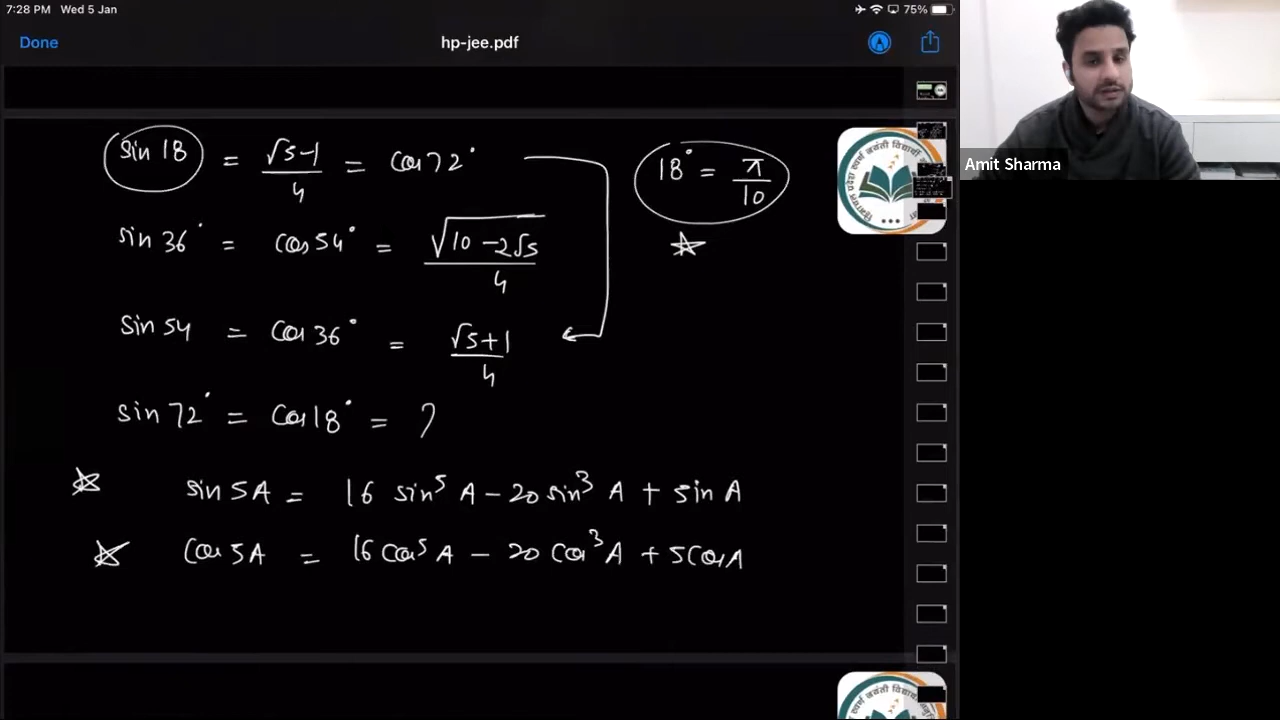 7:28 PM Wed 5 Jan 75%
Done hp-jee.pdf
sin 18 = √5-1/4 = cos 72° 18° = π/10
sin 36° = cos 54° = √10-2√5/4
Sin 54 = cos 36° = √5+1/4
sin 72° = cos 18° = ?
sin 5A = 16 sin⁵ A - 20 sin³ A + sin A
cos 5A = 16 cos⁵ A - 20 cos³ A + 5 cos A
Amit Sharma